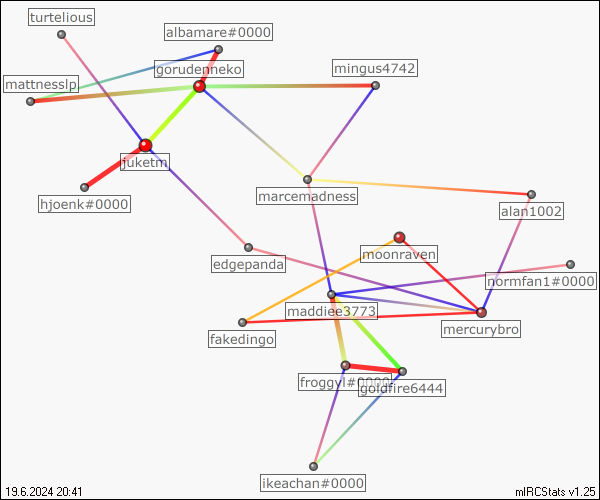 turtelious
albamare#0000
gorudenneko
mingus4742
mattnesslp
juketm
marcemadness
hjoenk#0000
alan1002
moonraven
edgepanda
normfan1#0000
maddiee3773
mercurybro
fakedingo
froggyl#0000
goldfire6444
ikeachan#0000
19.6.2024 20:41
mIRCStats v1.25